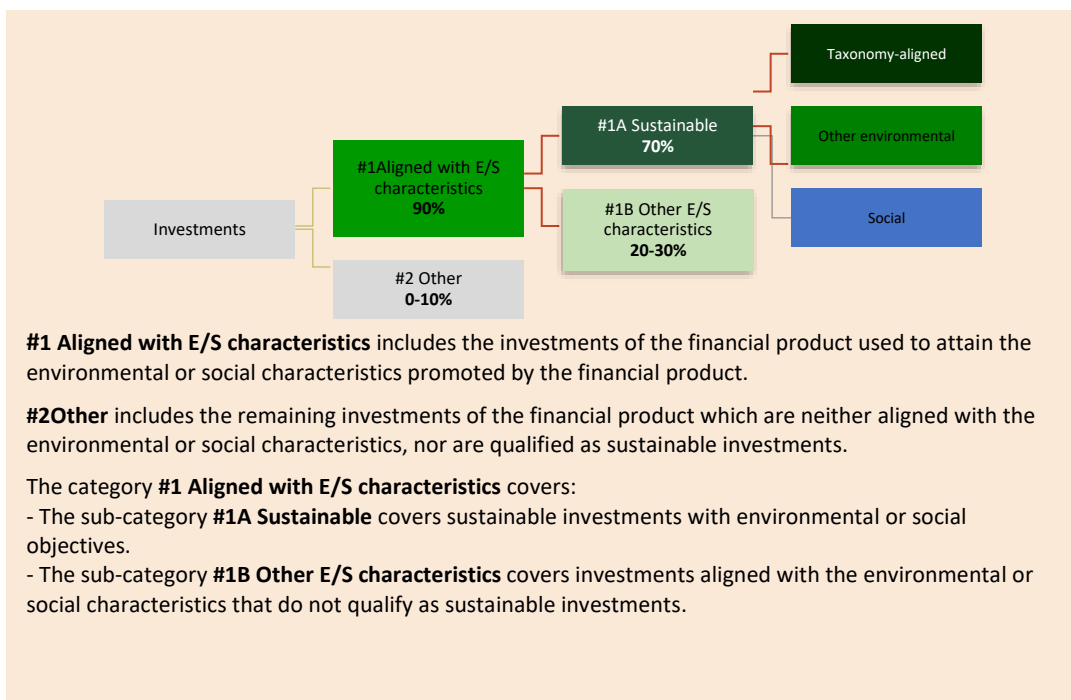 Taxonomy-aligned
#1A Sustainable
70%
Other environmental
#1Aligned with E/S
characteristics
90%
#1B Other E/S
characteristics
20-30%
Social
Investments
#2 Other
0-10%
#1 Aligned with E/S characteristics includes the investments of the financial product used to attain the
environmental or social characteristics promoted by the financial product.
#2Other includes the remaining investments of the financial product which are neither aligned with the
environmental or social characteristics, nor are qualified as sustainable investments.
The category #1 Aligned with E/S characteristics covers:
- The sub-category #1A Sustainable covers sustainable investments with environmental or social
objectives.
- The sub-category #1B Other E/S characteristics covers investments aligned with the environmental or
social characteristics that do not qualify as sustainable investments.